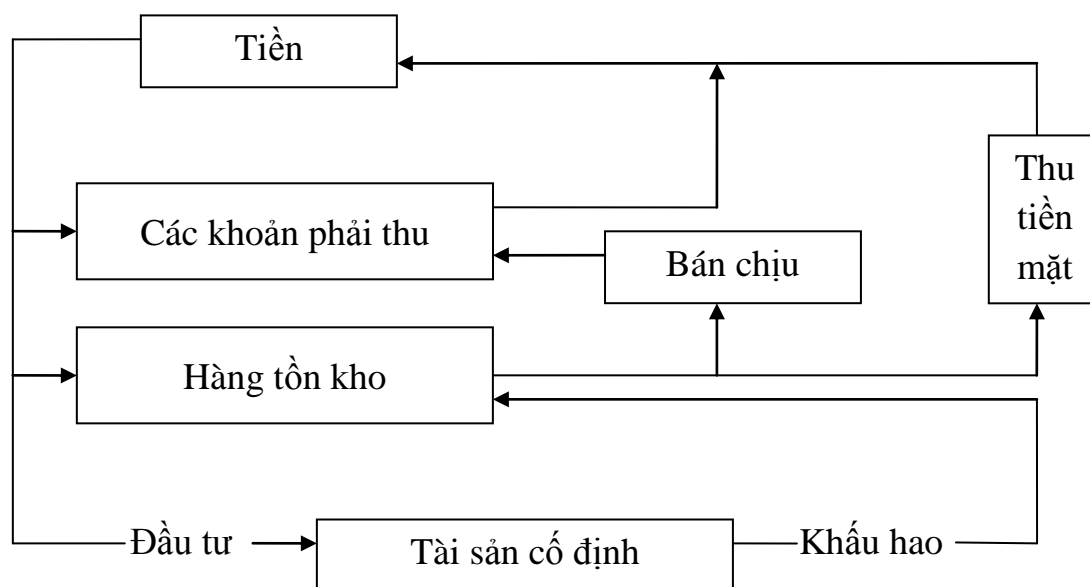 Tiền
Thu
tiền
mặt
Các khoản phải thu
Bán chịu
Hàng tồn kho
Đầu tư
Tài sản cố định
Khấu hao